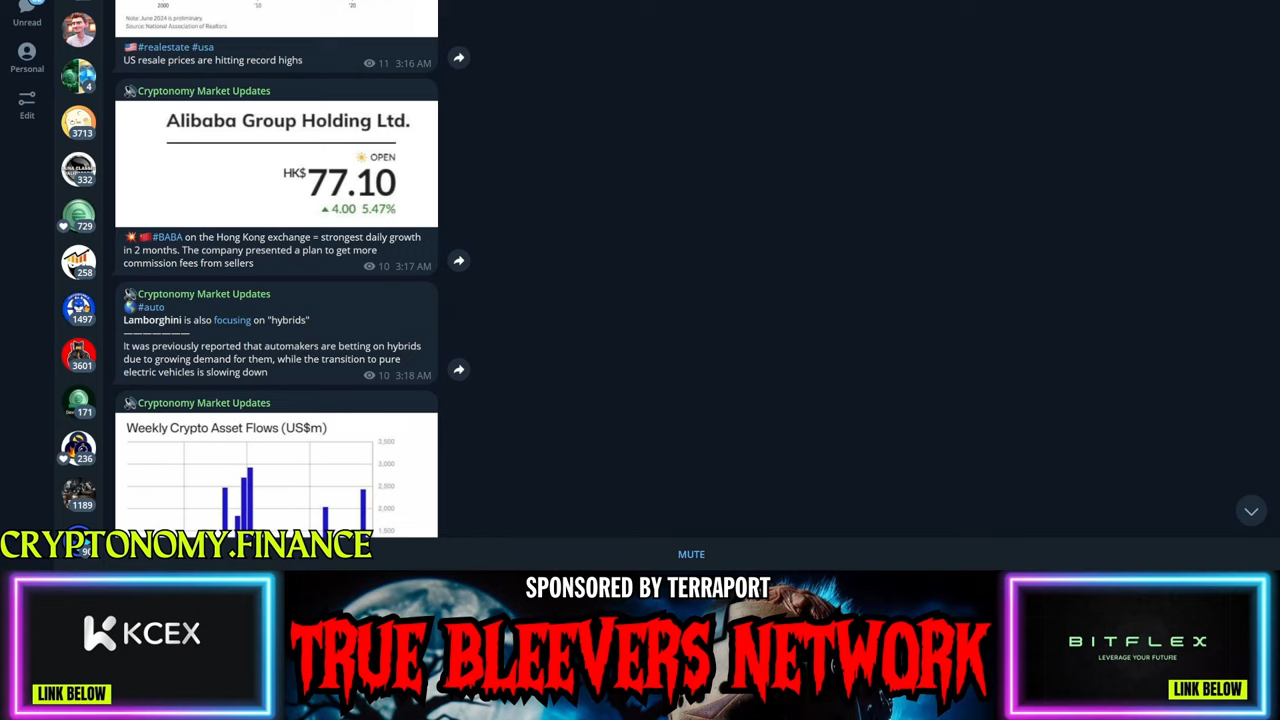 2000 '10 '20
Unread
Note: June 2024 is preliminary.
Source: National Association of Realtors
#realestate #usa
US resale prices are hitting record highs
11 3:16 AM
Personal
Edit
4
3713
332
729
258
1497
3601
171
236
1189
90
Cryptonomy Market Updates
Alibaba Group Holding Ltd.
OPEN
HK$ 77.10
4.00 5.47%
#BABA on the Hong Kong exchange = strongest daily growth
in 2 months. The company presented a plan to get more
commission fees from sellers
10 3:17 AM
Cryptonomy Market Updates
#auto
Lamborghini is also focusing on "hybrids"
———————
It was previously reported that automakers are betting on hybrids
due to growing demand for them, while the transition to pure
electric vehicles is slowing down
10 3:18 AM
Cryptonomy Market Updates
Weekly Crypto Asset Flows (US$m)
3,500
3,000
2,500
2,000
1,500
CRYPTONOMY.FINANCE
MUTE
SPONSORED BY TERRAPORT
TRUE BLEEVERS NETWORK
KCEX
LINK BELOW
BITFLEX
LEVERAGE YOUR FUTURE
LINK BELOW